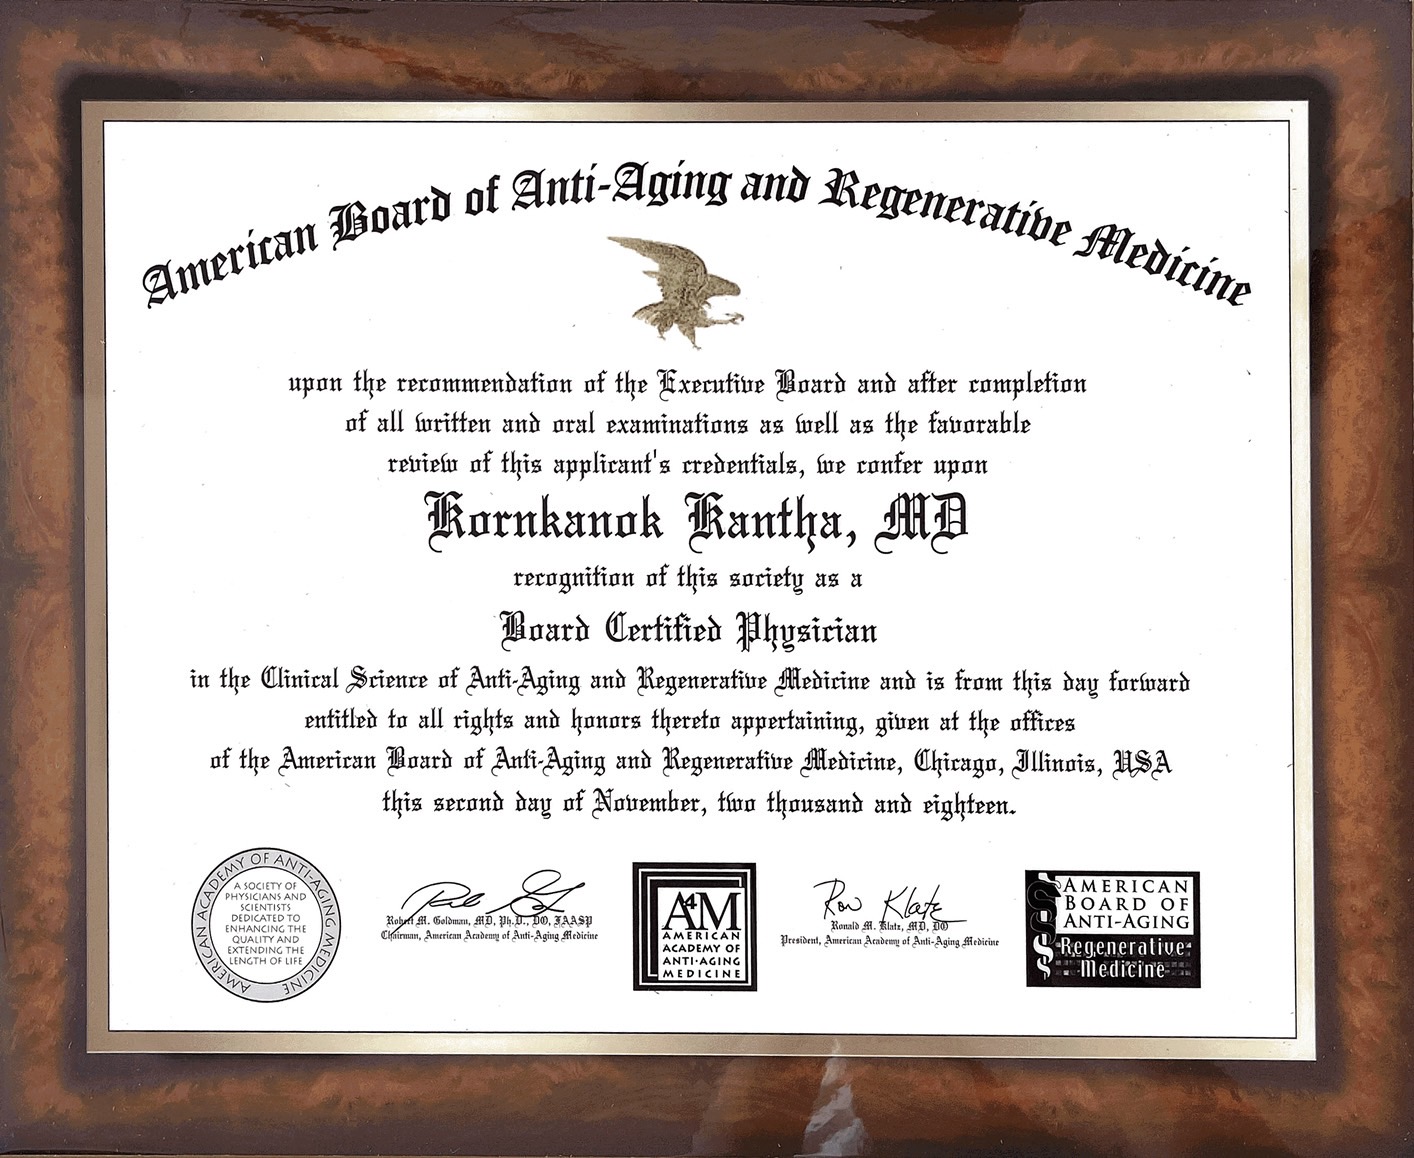 American Board of Anti-Aging and Regenerative Medicine
upon the recommendation of the Executive Board and after completion
of all written and oral examinations as well as the favorable
review of this applicant's credentials, we confer upon
Kornkanok Kantha, MD
recognition of this society as a
Board Certified Physician
in the Clinical Science of Anti-Aging and Regenerative Medicine and is from this day forward
entitled to all rights and honors thereto appertaining, given at the offices
of the American Board of Anti-Aging and Regenerative Medicine, Chicago, Illinois, USA
this second day of November, two thousand and eighteen.
AMERICAN ACADEMY OF ANTI-AGING MEDICINE
A SOCIETY OF
PHYSICIANS AND
SCIENTISTS
DEDICATED TO
ENHANCING THE
QUALITY AND
EXTENDING THE
LENGTH OF LIFE
Robert M. Goldman, MD, Ph.D., DO, FAASP
Chairman, American Academy of Anti-Aging Medicine
A4M
AMERICAN
ACADEMY OF
ANTI-AGING
MEDICINE
Ron Klatz
Ronald M. Klatz, MD, DO
President, American Academy of Anti-Aging Medicine
AMERICAN
BOARD OF
ANTI-AGING
Regenerative
Medicine